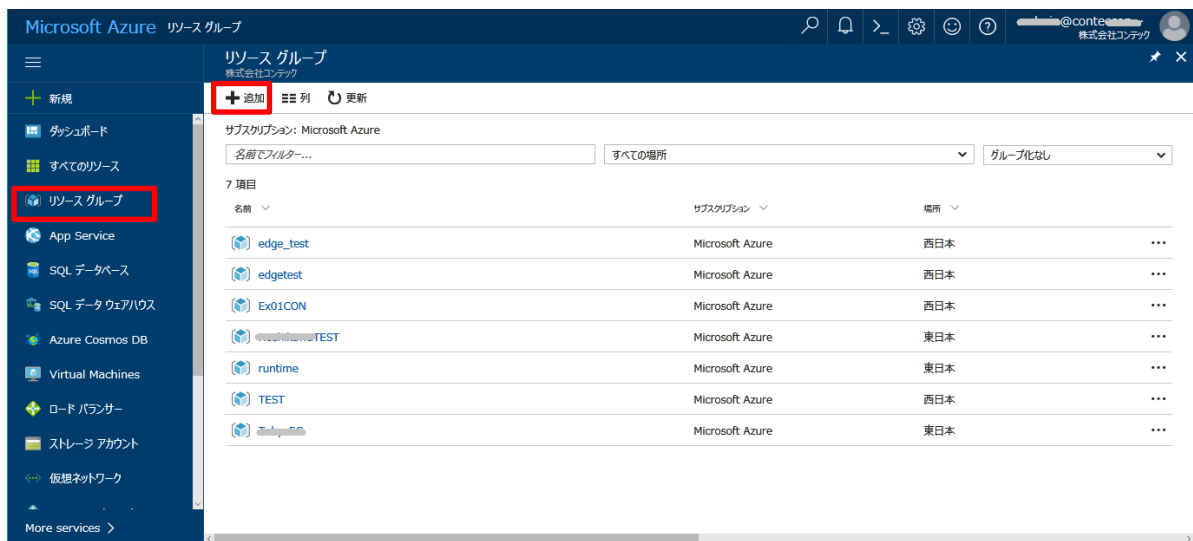 Microsoft Azure リソース グループ
@contec
株式会社コンテック
リソース グループ
株式会社コンテック
新規
追加 列 更新
ダッシュボード
すべてのリソース
リソース グループ
App Service
SQL データベース
SQL データ ウェアハウス
Azure Cosmos DB
Virtual Machines
ロード バランサー
ストレージ アカウント
仮想ネットワーク
More services >
サブスクリプション: Microsoft Azure
名前でフィルター... すべての場所 グループ化なし
7 項目
名前 サブスクリプション 場所
edge_test Microsoft Azure 西日本 •••
edgetest Microsoft Azure 西日本 •••
Ex01CON Microsoft Azure 西日本 •••
TEST Microsoft Azure 東日本 •••
runtime Microsoft Azure 東日本 •••
TEST Microsoft Azure 西日本 •••
Microsoft Azure 東日本 •••